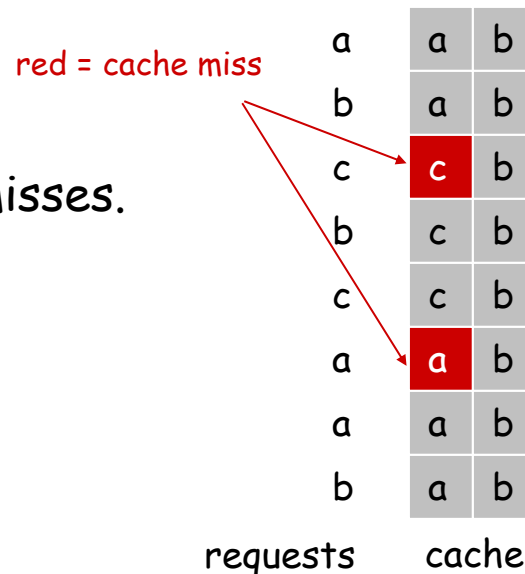 a a b
red = cache miss
b a b
c c b
isses.
b c b
c c b
a a b
a a b
b a b
requests cache